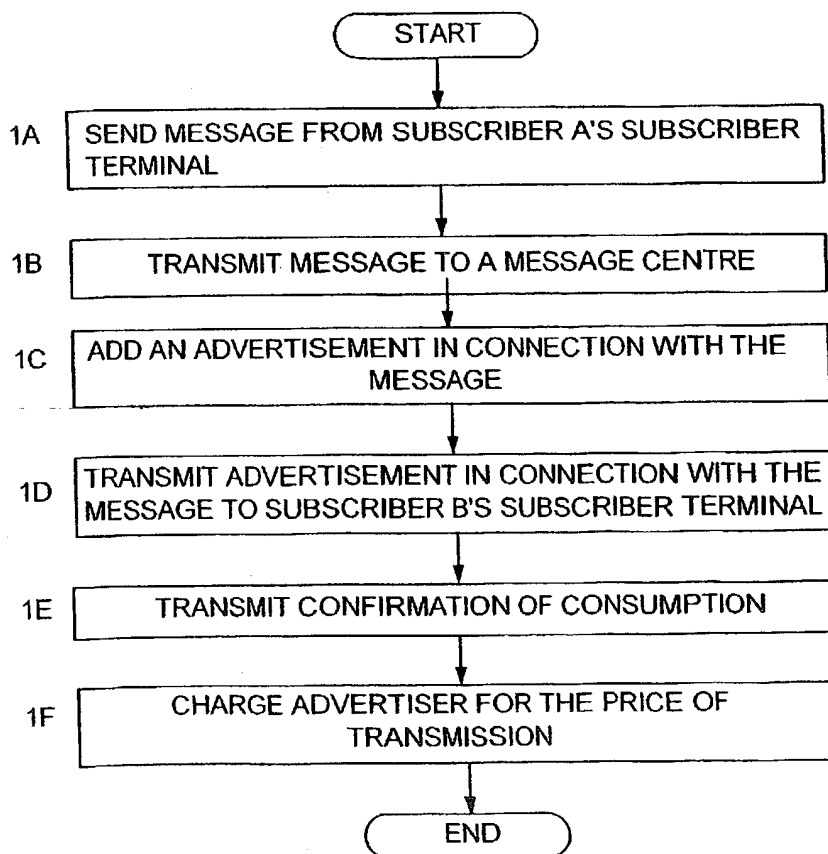 START
1A SEND MESSAGE FROM SUBSCRIBER A'S SUBSCRIBER
TERMINAL
1B TRANSMIT MESSAGE TO A MESSAGE CENTRE
1C ADD AN ADVERTISEMENT IN CONNECTION WITH THE
MESSAGE
1D TRANSMIT ADVERTISEMENT IN CONNECTION WITH THE
MESSAGE TO SUBSCRIBER B'S SUBSCRIBER TERMINAL
1E TRANSMIT CONFIRMATION OF CONSUMPTION
1F CHARGE ADVERTISER FOR THE PRICE OF
TRANSMISSION
END